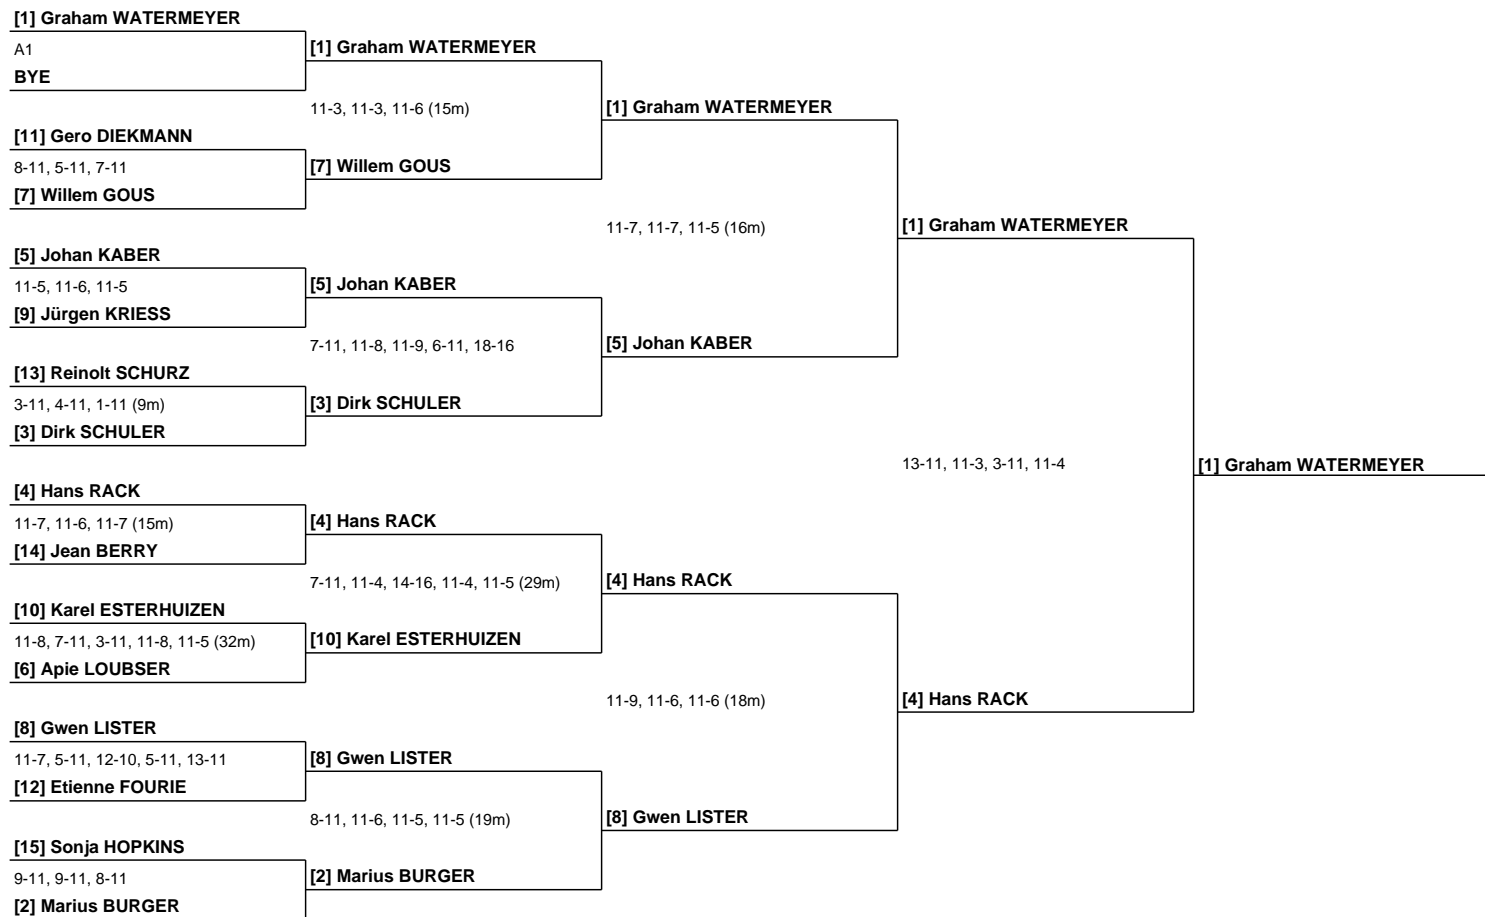 [1] Graham WATERMEYER
A1
BYE
[1] Graham WATERMEYER
11-3, 11-3, 11-6 (15m)
[1] Graham WATERMEYER
[11] Gero DIEKMANN
8-11, 5-11, 7-11
[7] Willem GOUS
[7] Willem GOUS
11-7, 11-7, 11-5 (16m)
[1] Graham WATERMEYER
[5] Johan KABER
11-5, 11-6, 11-5
[9] Jürgen KRIESS
[5] Johan KABER
7-11, 11-8, 11-9, 6-11, 18-16
[5] Johan KABER
[13] Reinolt SCHURZ
3-11, 4-11, 1-11 (9m)
[3] Dirk SCHULER
[3] Dirk SCHULER
13-11, 11-3, 3-11, 11-4
[1] Graham WATERMEYER
[4] Hans RACK
11-7, 11-6, 11-7 (15m)
[14] Jean BERRY
[4] Hans RACK
7-11, 11-4, 14-16, 11-4, 11-5 (29m)
[4] Hans RACK
[10] Karel ESTERHUIZEN
11-8, 7-11, 3-11, 11-8, 11-5 (32m)
[6] Apie LOUBSER
[10] Karel ESTERHUIZEN
11-9, 11-6, 11-6 (18m)
[4] Hans RACK
[8] Gwen LISTER
11-7, 5-11, 12-10, 5-11, 13-11
[12] Etienne FOURIE
[8] Gwen LISTER
8-11, 11-6, 11-5, 11-5 (19m)
[8] Gwen LISTER
[15] Sonja HOPKINS
9-11, 9-11, 8-11
[2] Marius BURGER
[2] Marius BURGER